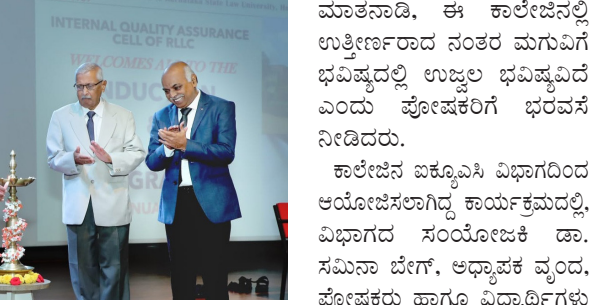 INTERNAL QUALITY ASSURANCE
CELL OF RLLC
WELCOMES
TO THE
ಮಾತನಾಡಿ, ಈ ಕಾಲೇಜಿನಲ್ಲಿ
ಉತ್ತೀರ್ಣರಾದ ನಂತರ ಮಗುವಿಗೆ
ಭವಿಷ್ಯದಲ್ಲಿ ಉಜ್ವಲ ಭವಿಷ್ಯವಿದೆ
ಎಂದು ಪೋಷಕರಿಗೆ ಭರವಸೆ
ನೀಡಿದರು.
ಕಾಲೇಜಿನ ಐಕ್ಯೂಎಸಿ ವಿಭಾಗದಿಂದ
ಆಯೋಜಿಸಲಾಗಿದ್ದ ಕಾರ್ಯಕ್ರಮದಲ್ಲಿ,
ವಿಭಾಗದ ಸಂಯೋಜಕಿ ಡಾ.
ಸಮಿನಾ ಬೇಗ್, ಅಧ್ಯಾಪಕ ವೃಂದ,
ಪೋಷಕರು ಹಾಗೂ ವಿದ್ಯಾರ್ಥಿಗಳು